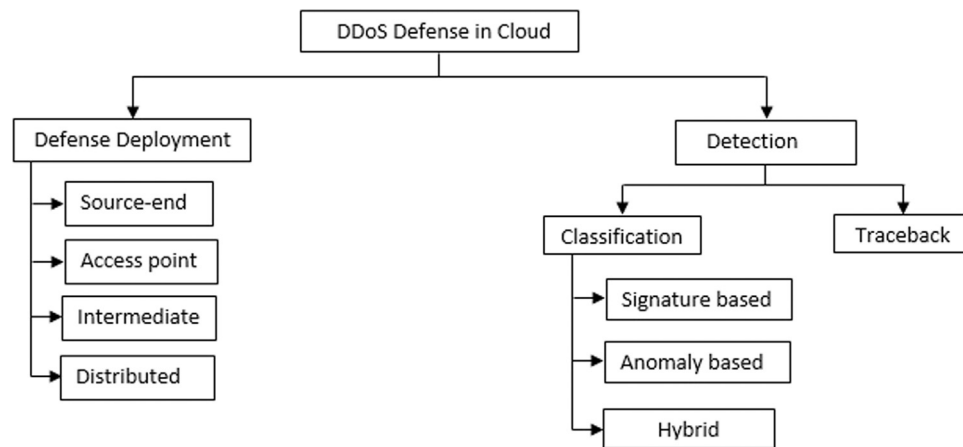 DDoS Defense in Cloud
Defense Deployment
Source-end
Access point
Intermediate
Distributed
Detection
Classification
Signature based
Anomaly based
Hybrid
Traceback